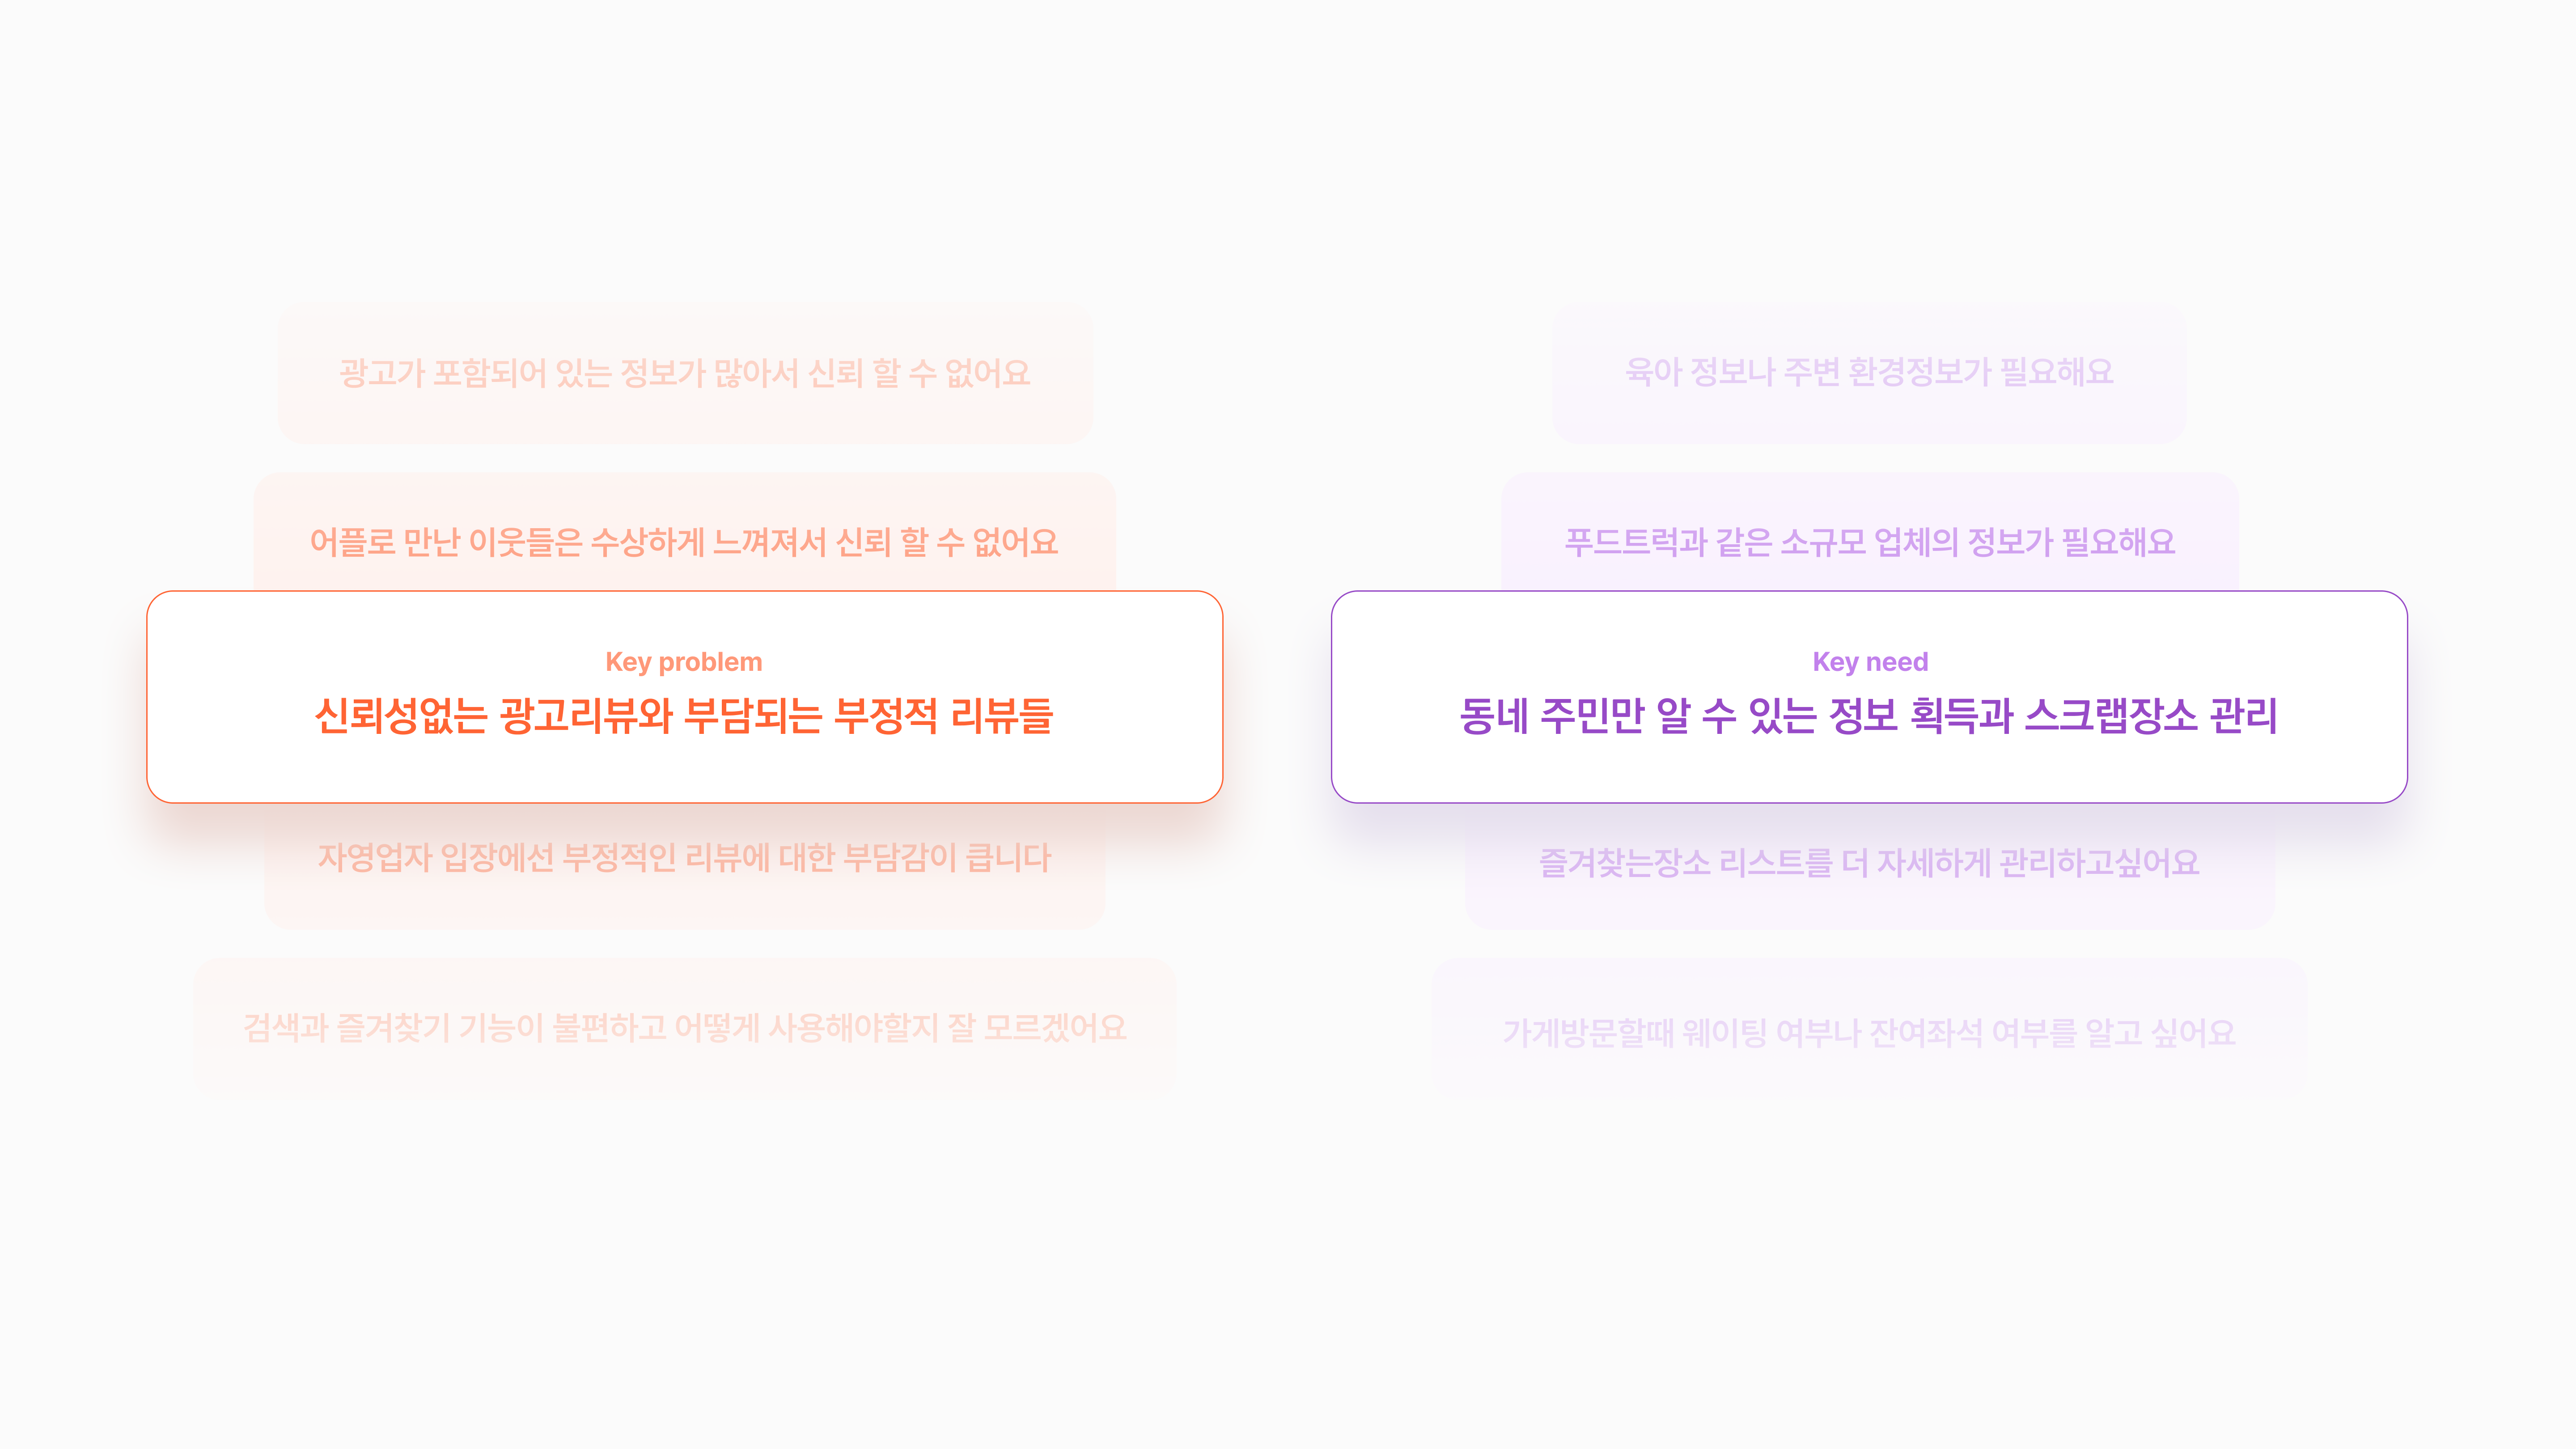 광고가 포함되어 있는 정보가 많아서 신뢰 할 수 없어요
어플로 만난 이웃들은 수상하게 느껴져서 신뢰 할 수 없어요
Key problem
신뢰성없는 광고리뷰와 부담되는 부정적 리뷰들
자영업자 입장에선 부정적인 리뷰에 대한 부담감이 큽니다
검색과 즐겨찾기 기능이 불편하고 어떻게 사용해야할지 잘 모르겠어요
육아 정보나 주변 환경정보가 필요해요
푸드트럭과 같은 소규모 업체의 정보가 필요해요
Key need
동네 주민만 알 수 있는 정보 획득과 스크랩장소 관리
즐겨찾는장소 리스트를 더 자세하게 관리하고싶어요
가게방문할때 웨이팅 여부나 잔여좌석 여부를 알고 싶어요